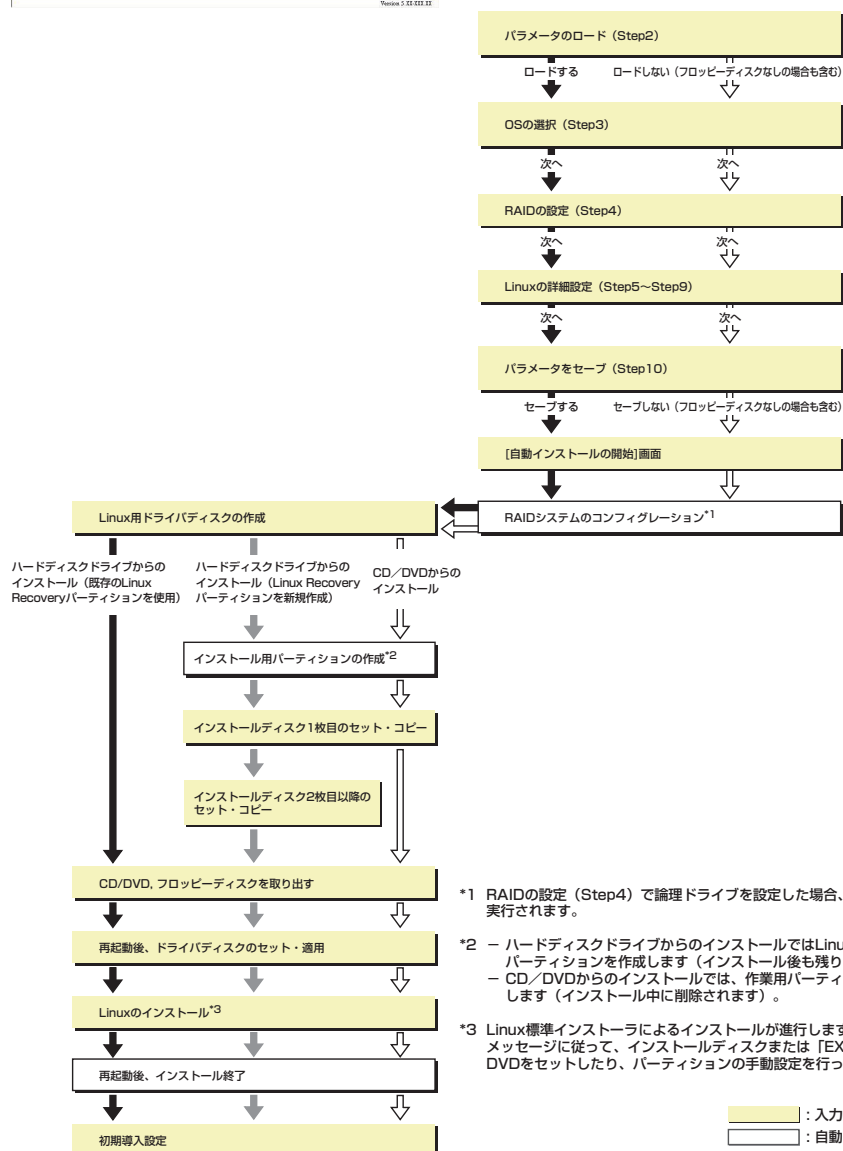 Version 5.XX-XXX.XX
パラメータのロード（Step2）
ロードする
ロードしない（フロッピーディスクなしの場合も含む）
OSの選択（Step3）
次へ
次へ
RAIDの設定（Step4）
次へ
次へ
Linuxの詳細設定（Step5～Step9）
次へ
次へ
パラメータをセーブ（Step10）
セーブする
セーブしない（フロッピーディスクなしの場合も含む）
[自動インストールの開始]画面
RAIDシステムのコンフィグレーション*1
Linux用ドライバディスクの作成
ハードディスクドライブからの
インストール（既存のLinux
Recoveryパーティションを使用）
ハードディスクドライブからの
インストール（Linux Recovery
パーティションを新規作成）
CD／DVDからの
インストール
インストール用パーティションの作成*2
インストールディスク1枚目のセット・コピー
インストールディスク2枚目以降の
セット・コピー
CD/DVD, フロッピーディスクを取り出す
再起動後、ドライバディスクのセット・適用
Linuxのインストール*3
再起動後、インストール終了
初期導入設定
*1 RAIDの設定（Step4）で論理ドライブを設定した場合、
実行されます。
*2 － ハードディスクドライブからのインストールではLinu
パーティションを作成します（インストール後も残り
－ CD／DVDからのインストールでは、作業用パーティ
します（インストール中に削除されます）。
*3 Linux標準インストーラによるインストールが進行します
メッセージに従って、インストールディスクまたは「EX
DVDをセットしたり、パーティションの手動設定を行っ
：入力
：自動